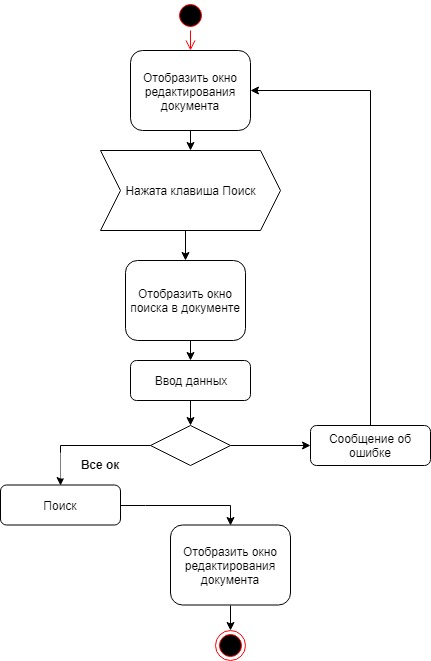 Отобразить окно
редактирования
документа
Нажата клавиша Поиск
Отобразить окно
поиска в документе
Ввод данных
Сообщение об
ошибке
Все ок
Поиск
Отобразить окно
редактирования
документа